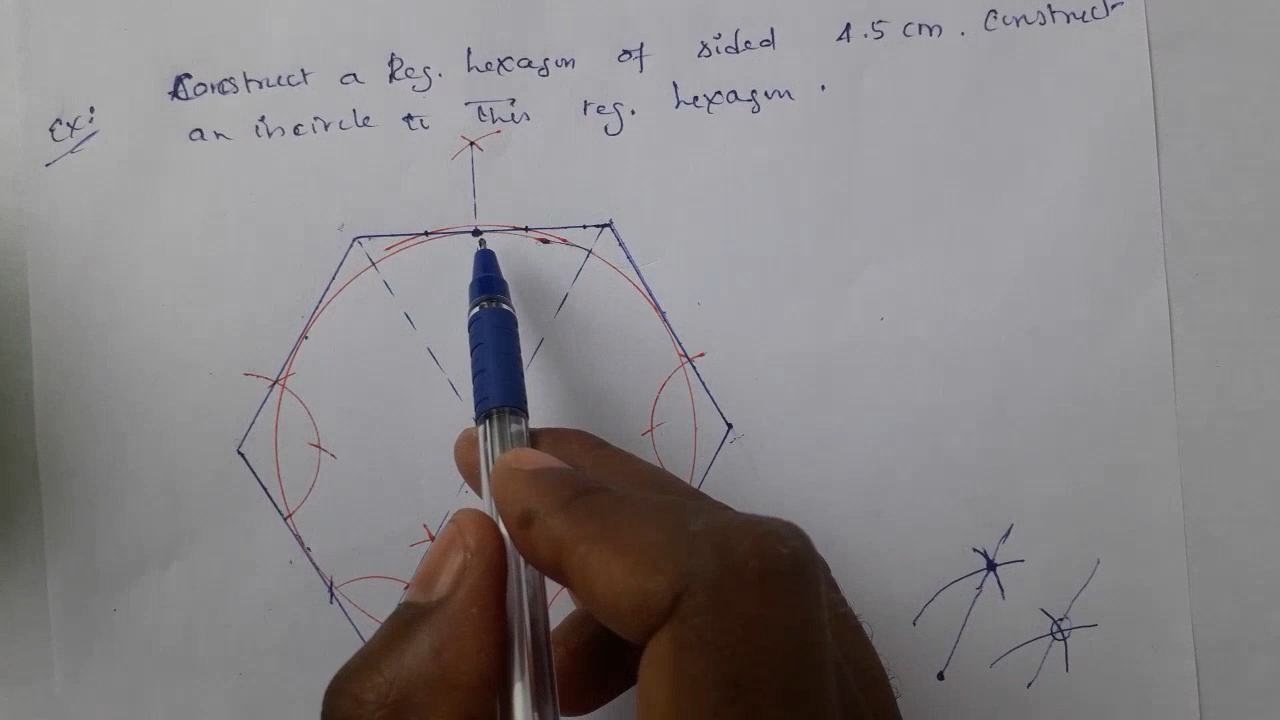 Construct a Reg. hexagon of sided 4.5 cm. Construct
Ex: an incircle to this reg. hexagon.